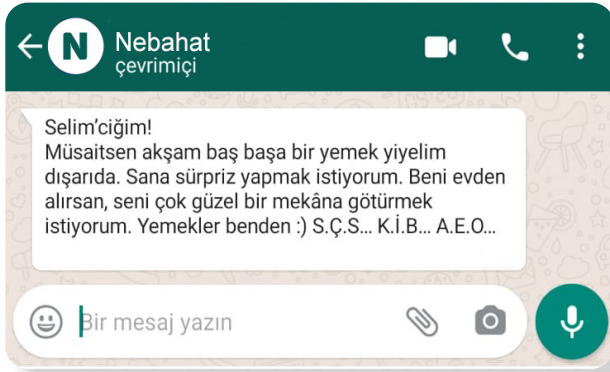 N
Nebahat
çevrimiçi
Selim’ciğim!
Müsaitsen akşam baş başa bir yemek yiyelim
dışarıda. Sana sürpriz yapmak istiyorum. Beni evden
alırsan, seni çok güzel bir mekâna götürmek
istiyorum. Yemekler benden :) S.Ç.S... K.İ.B... A.E.O...
Bir mesaj yazın